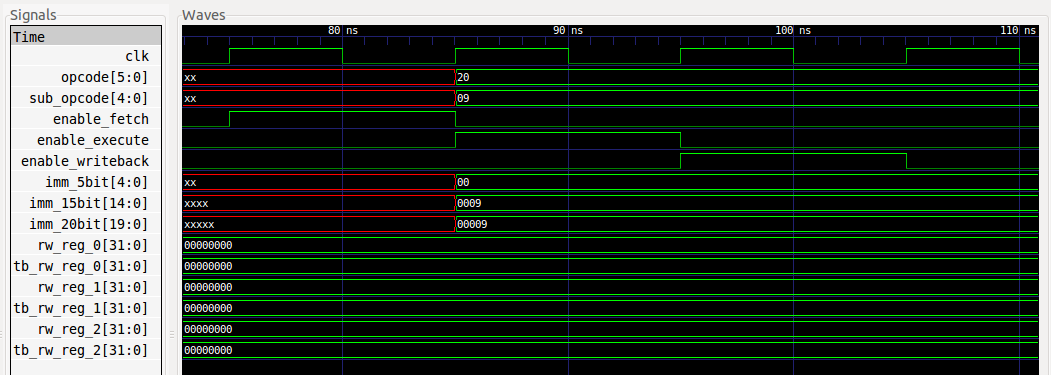 Signals
Waves
Time
80 ns 90 ns 100 ns 110 ns
clk
opcode[5:0] xx 20
sub_opcode[4:0] xx 09
enable_fetch
enable_execute
enable_writeback
imm_5bit[4:0] xx 00
imm_15bit[14:0] xxxx 0009
imm_20bit[19:0] xxxxx 00009
rw_reg_0[31:0] 00000000
tb_rw_reg_0[31:0] 00000000
rw_reg_1[31:0] 00000000
tb_rw_reg_1[31:0] 00000000
rw_reg_2[31:0] 00000000
tb_rw_reg_2[31:0] 00000000